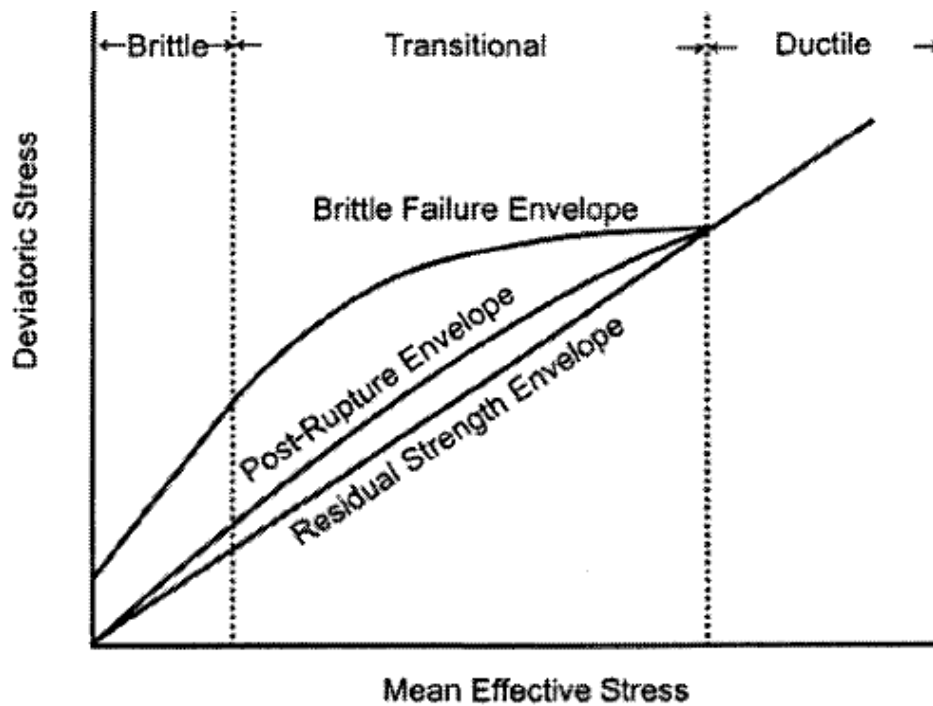 Brittle
Transitional
Ductile
Deviatoric Stress
Brittle Failure Envelope
Post-Rupture Envelope
Residual Strength Envelope
Mean Effective Stress